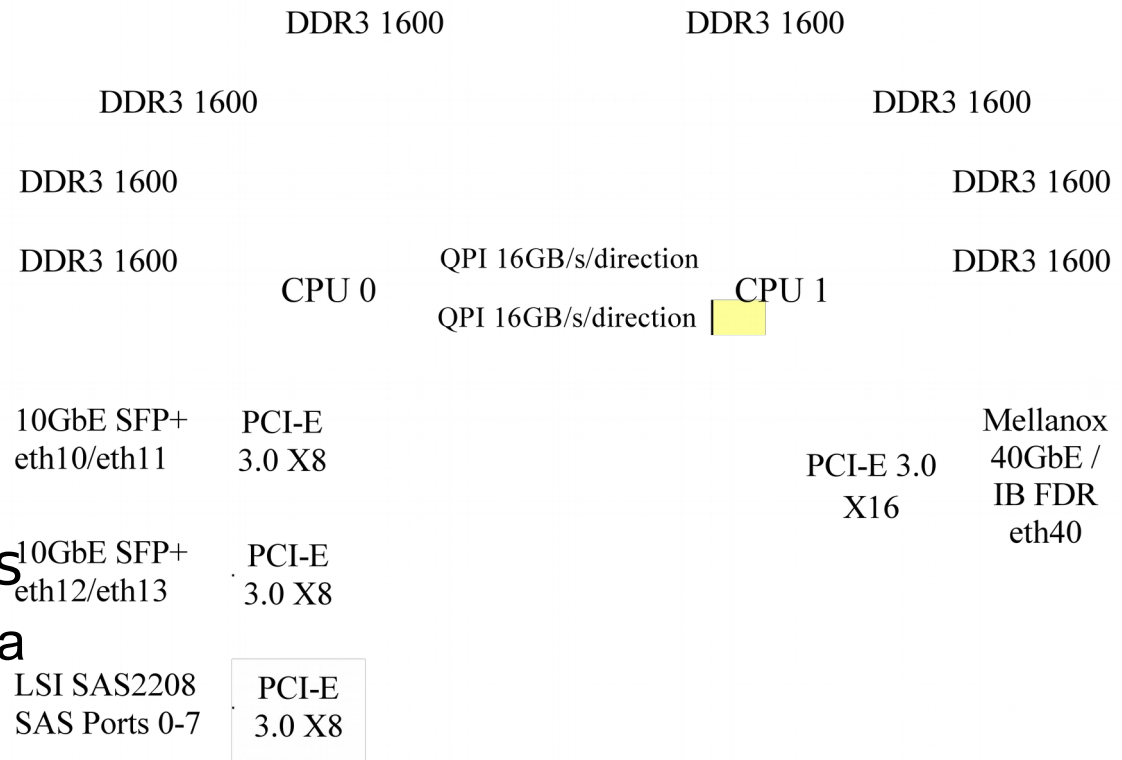 DDR3 1600 DDR3 1600
DDR3 1600 DDR3 1600
DDR3 1600 DDR3 1600
DDR3 1600 DDR3 1600
QPI 16GB/s/direction
CPU 0 CPU 1
QPI 16GB/s/direction
10GbE SFP+
eth10/eth11
PCI-E
3.0 X8
PCI-E 3.0
X16
Mellanox
40GbE /
IB FDR
eth40
s
10GbE SFP+
eth12/eth13
PCI-E
3.0 X8
a
LSI SAS2208
SAS Ports 0-7
PCI-E
3.0 X8